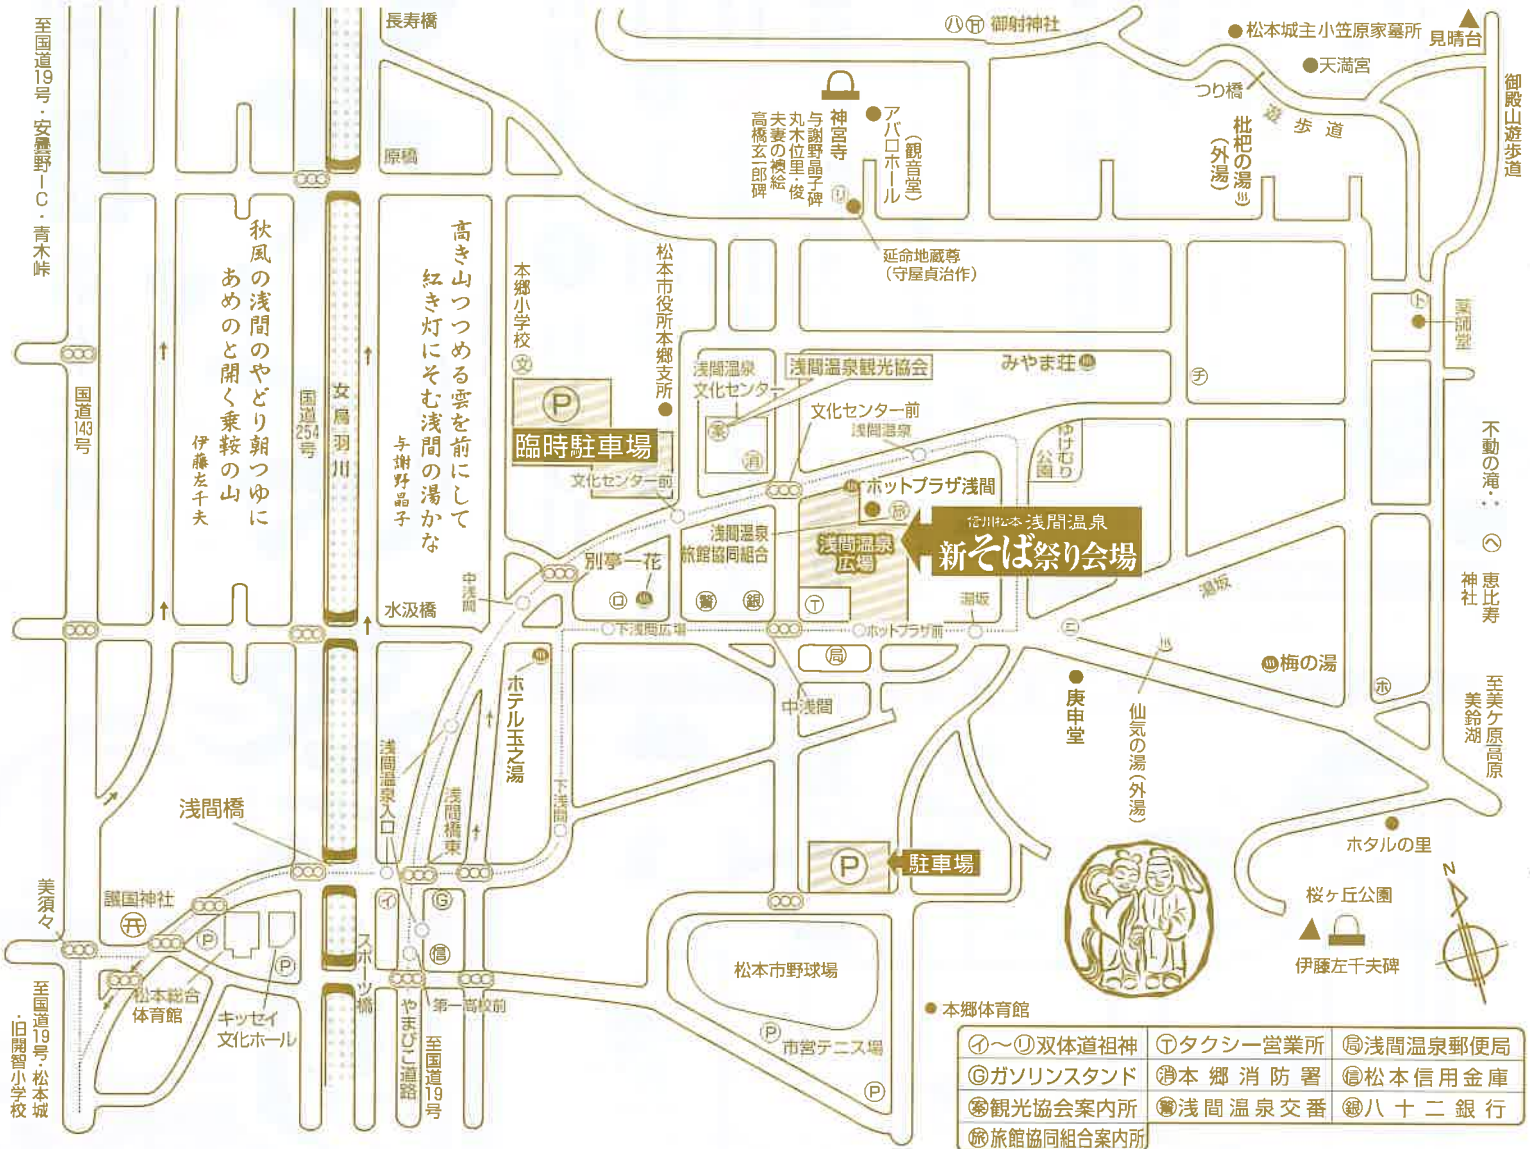 至国道19号・安曇野IC・青木峠
長寿橋
原橋
㋩㋷ 御射神社
松本城主小笠原家墓所
見晴台
天満宮
つり橋
遊歩道
御殿山遊歩道
枇杷の湯
(外湯)
アバロホール
(観音堂)
神宮寺
与謝野晶子碑
丸木位里・俊
夫妻の襖絵
高橋玄一郎碑
㋷
延命地蔵尊
(守屋貞治作)
高き山つつめる雲を前にして
紅き灯にそむ浅間の湯かな
与謝野晶子
秋風の浅間のやどり朝つゆに
あめのと開く乗鞍の山
伊藤左千夫
国道143号
国道254号
女鳥羽川
本郷小学校
文
P
臨時駐車場
松本市役所本郷支所
浅間温泉
文化センター
浅間温泉観光協会
案
消
文化センター前
浅間温泉
文化センター前
みやま荘
ゆけむり
公園
㋠
㋣
薬師堂
不動の滝・・
㋬
恵比寿
神社
ホットプラザ浅間
旅
信州松本 浅間温泉
新そば祭り会場
浅間温泉
広場
浅間温泉
旅館協同組合
別亭一花
㋺
警
銀
T
中浅間
水汲橋
下浅間広場
ホットプラザ前
湯坂
湯坂
㋥
局
中浅間
庚申堂
仙気の湯(外湯)
梅の湯
㋭
至美ケ原高原
美鈴湖
ホテル玉之湯
下浅間
浅間温泉入口
浅間橋東
浅間橋
美須々
護国神社
P
松本総合
体育館
キッセイ
文化ホール
P
スポーツ橋
㋑
G
信
第一高校前
やまびこ道路
至国道19号
至国道19号・松本城
・旧開智小学校
P
駐車場
松本市野球場
P
市営テニス場
P
本郷体育館
ホタルの里
桜ヶ丘公園
伊藤左千夫碑
N
㋑〜㋷双体道祖神 Ⓣタクシー営業所 局浅間温泉郵便局
Ⓖガソリンスタンド 消本郷消防署 信松本信用金庫
案観光協会案内所 警浅間温泉交番 銀八十二銀行
旅旅館協同組合案内所